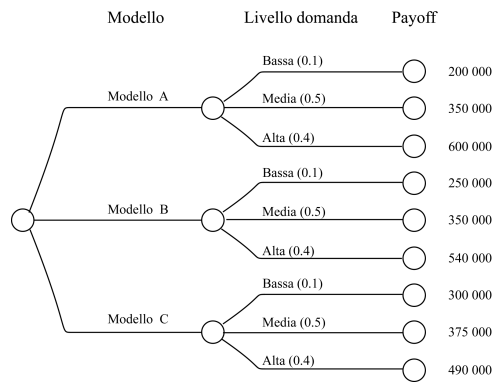 Modello Livello domanda Payoff
Bassa (0.1) 200 000
Modello A Media (0.5) 350 000
Alta (0.4) 600 000
Bassa (0.1) 250 000
Modello B Media (0.5) 350 000
Alta (0.4) 540 000
Bassa (0.1) 300 000
Modello C Media (0.5) 375 000
Alta (0.4) 490 000